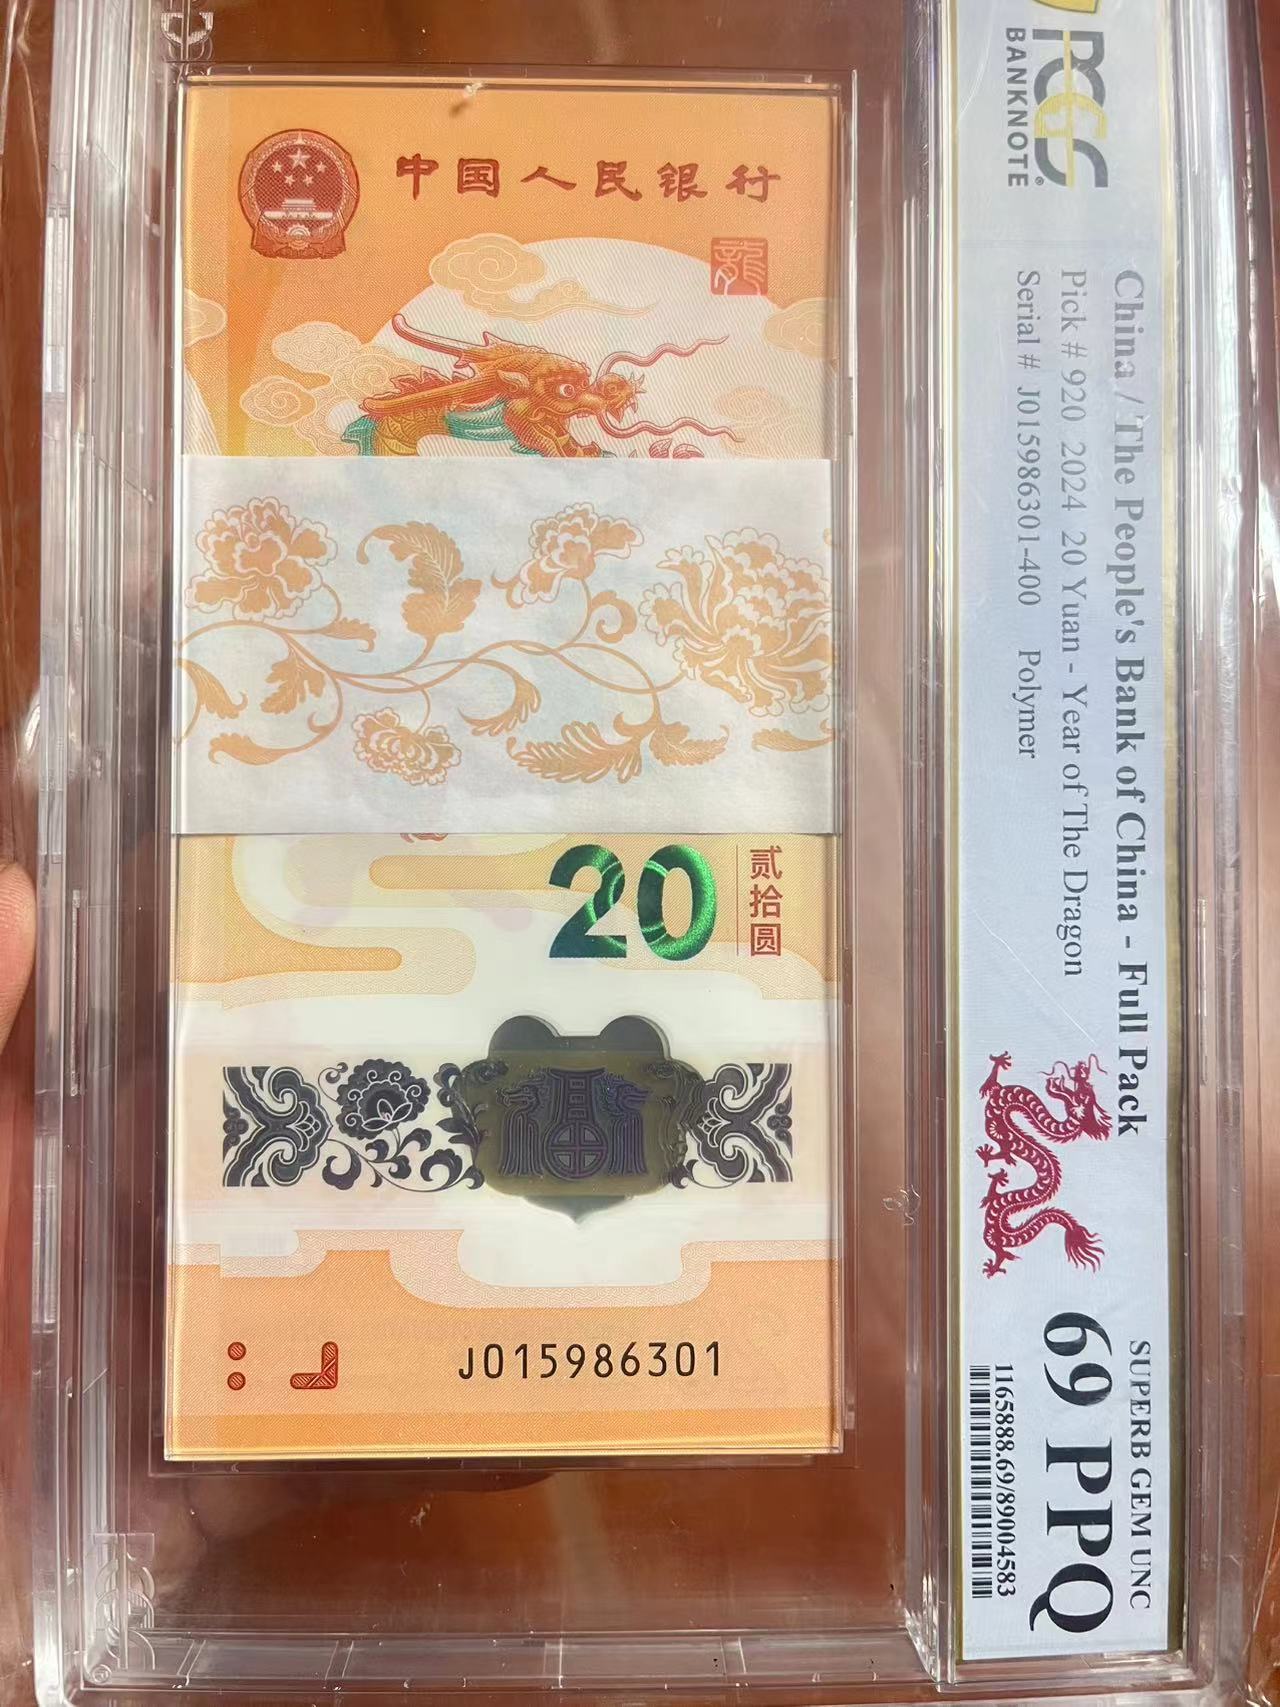 中国人民银行
龍
20
贰拾圆
J015986301
PCGS
BANKNOTE
China / The People's Bank of China - Full Pack
Pick # 920 2024 20 Yuan - Year of The Dragon
Serial # J015986301-400 Polymer
SUPERB GEM UNC
69 PPQ
1165888.69/89004583